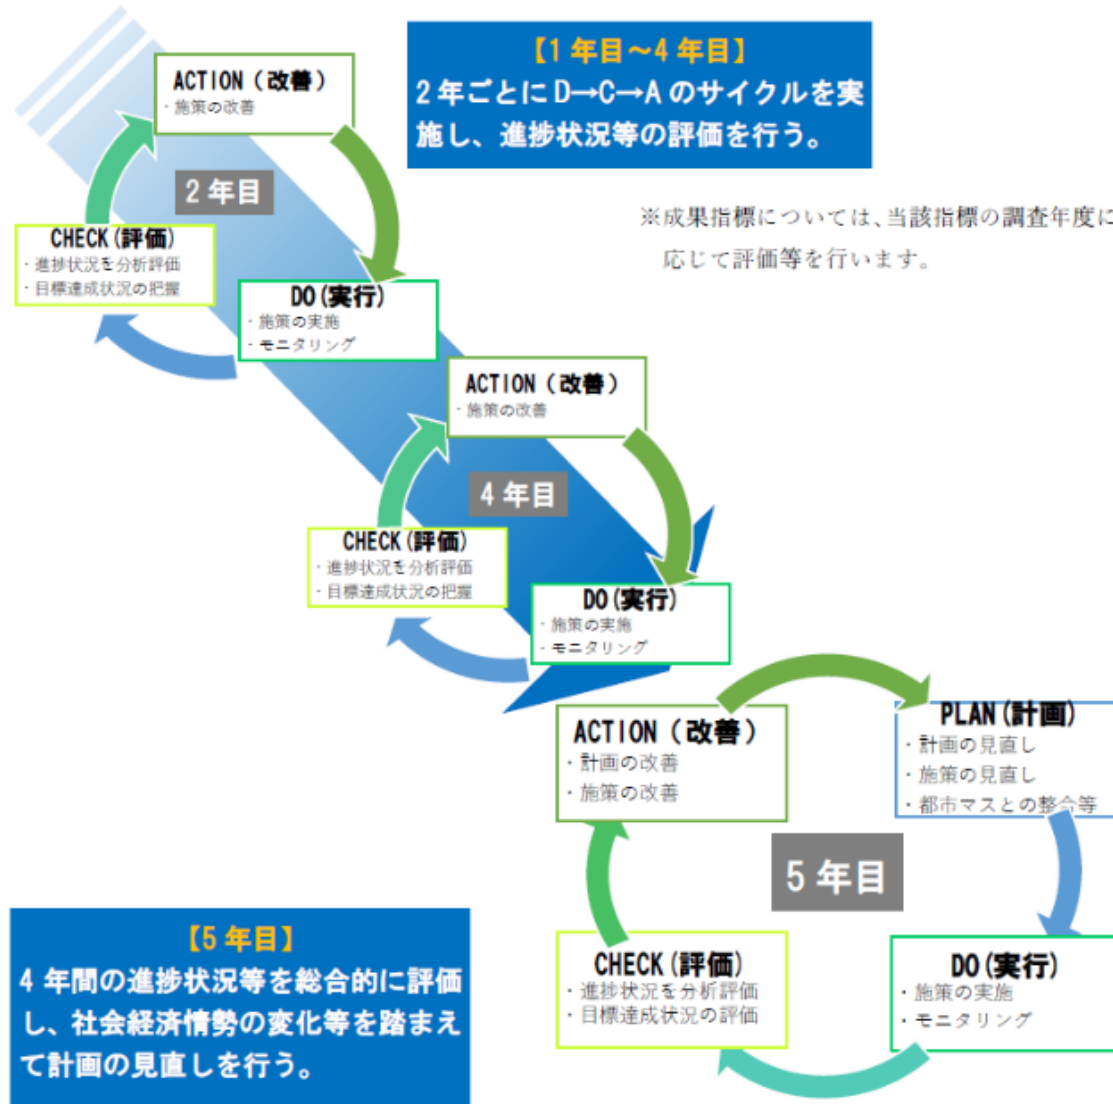 【1年目～4年目】
2年ごとにD→C→Aのサイクルを実
施し、進捗状況等の評価を行う。
ACTION（改善）
・施策の改善
2年目
※成果指標については、当該指標の調査年度に
応じて評価等を行います。
CHECK(評価)
・進捗状況を分析評価
・目標達成状況の把握
DO(実行)
・施策の実施
・モニタリング
ACTION（改善）
・施策の改善
4年目
CHECK(評価)
・進捗状況を分析評価
・目標達成状況の把握
DO(実行)
・施策の実施
・モニタリング
ACTION（改善）
・計画の改善
・施策の改善
PLAN(計画)
・計画の見直し
・施策の見直し
・都市マスとの整合等
5年目
CHECK(評価)
・進捗状況を分析評価
・目標達成状況の評価
DO(実行)
・施策の実施
・モニタリング
【5年目】
4年間の進捗状況等を総合的に評価
し、社会経済情勢の変化等を踏まえ
て計画の見直しを行う。